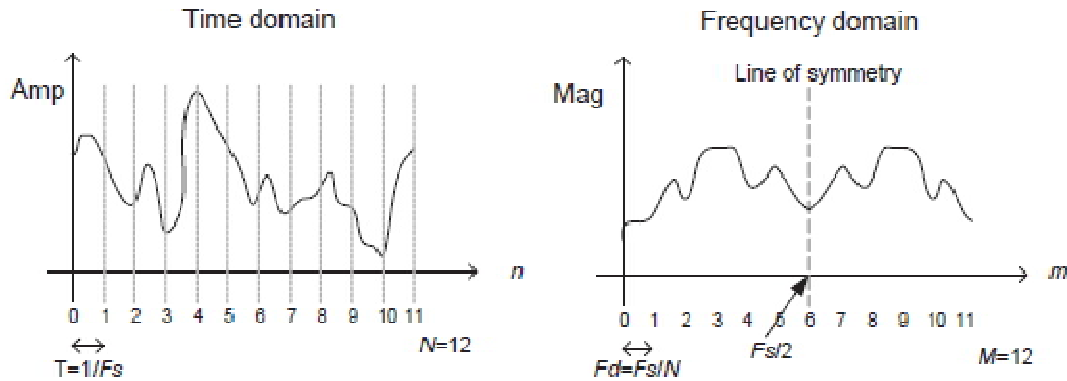 Time domain
Amp
n
0 1 2 3 4 5 6 7 8 9 10 11
N=12
T=1/Fs
Frequency domain
Line of symmetry
Mag
m
0 1 2 3 4 5 6 7 8 9 10 11
Fs/2
Fd=Fs/N
M=12